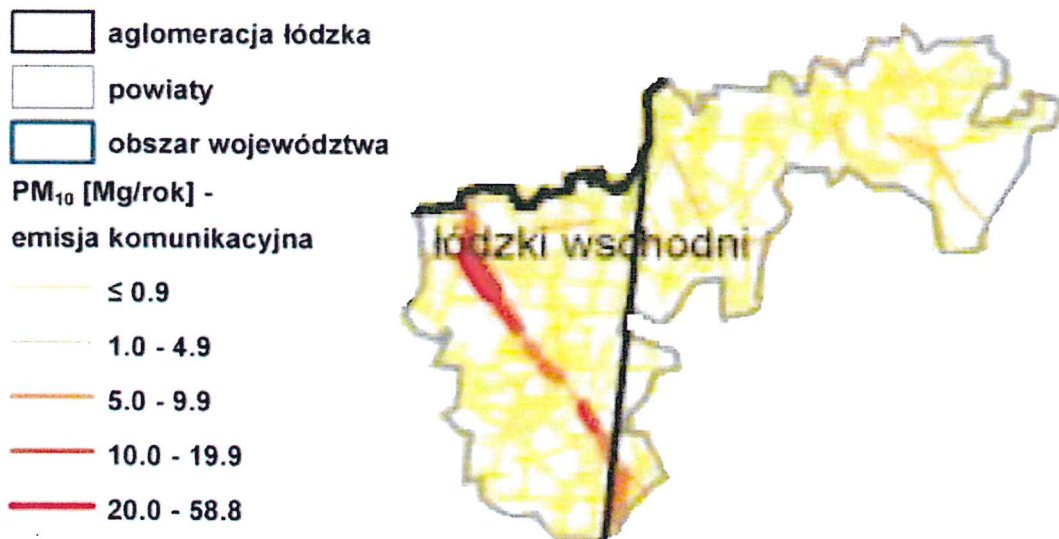 aglomeracja łódzka
powiaty
obszar województwa
PM₁₀ [Mg/rok] -
emisja komunikacyjna
≤ 0.9
1.0 - 4.9
5.0 - 9.9
10.0 - 19.9
20.0 - 58.8
łódzki wschodni